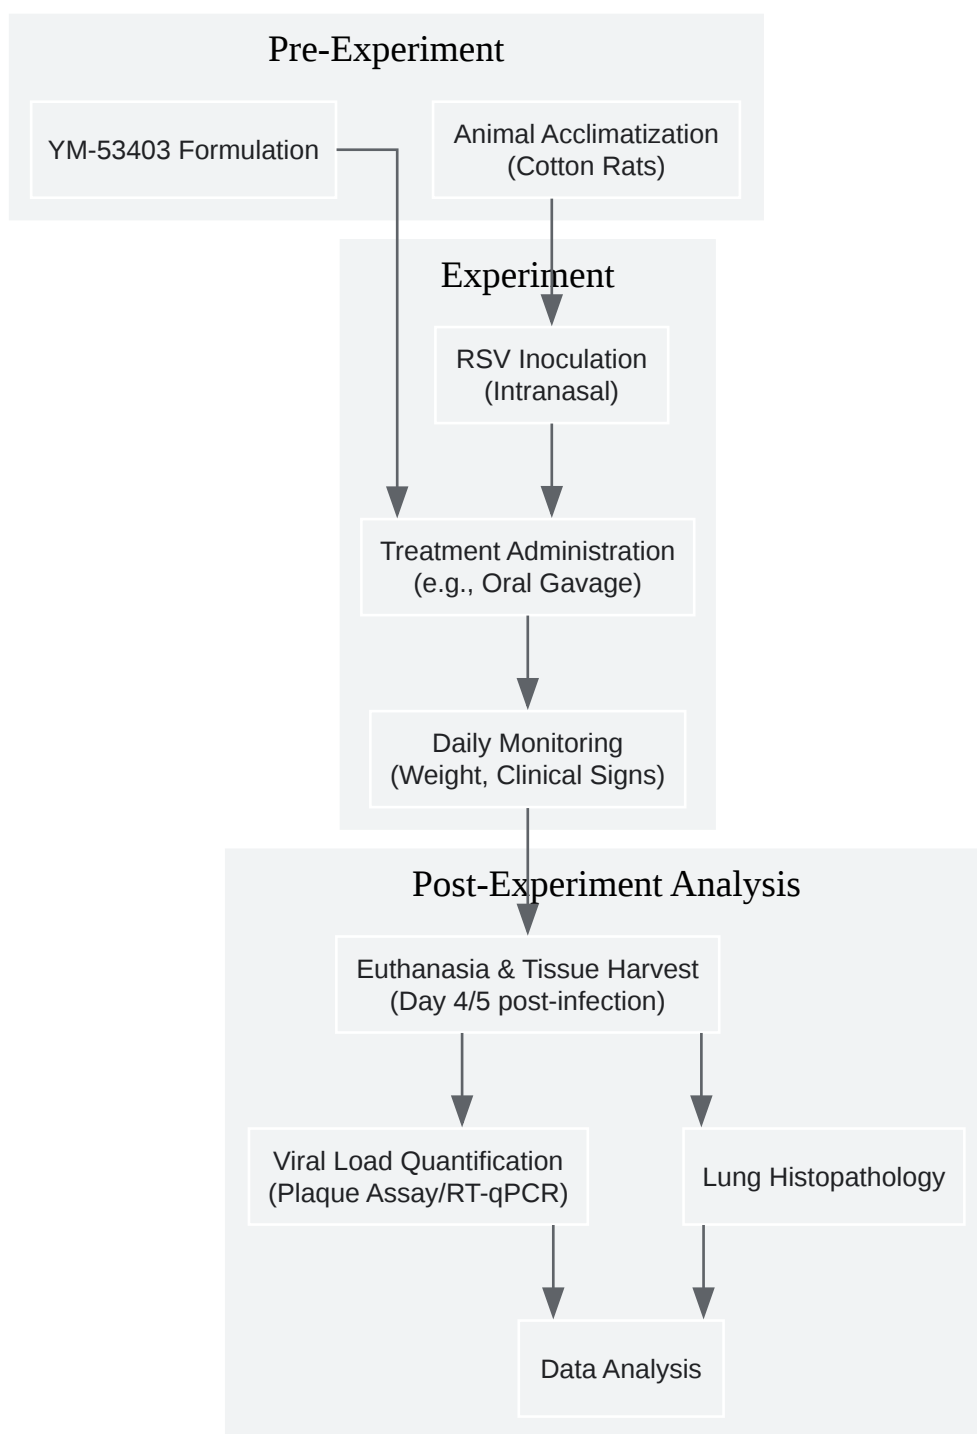 Pre-Experiment
YM-53403 Formulation
Animal Acclimatization
(Cotton Rats)
Experiment
RSV Inoculation
(Intranasal)
Treatment Administration
(e.g., Oral Gavage)
Daily Monitoring
(Weight, Clinical Signs)
Post-Experiment Analysis
Euthanasia & Tissue Harvest
(Day 4/5 post-infection)
Viral Load Quantification
(Plaque Assay/RT-qPCR)
Lung Histopathology
Data Analysis